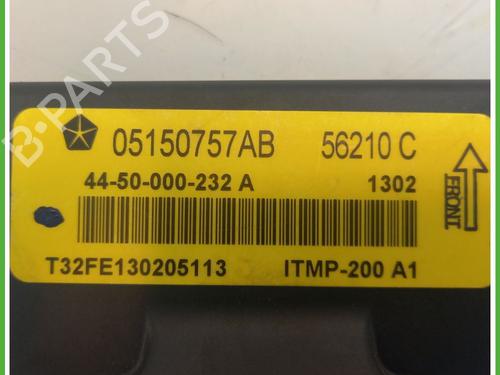 05150757AB 56210 C
44-50-000-232 A 1302
FRONT
T32FE130205113 ITMP-200 A1
B-PARTS